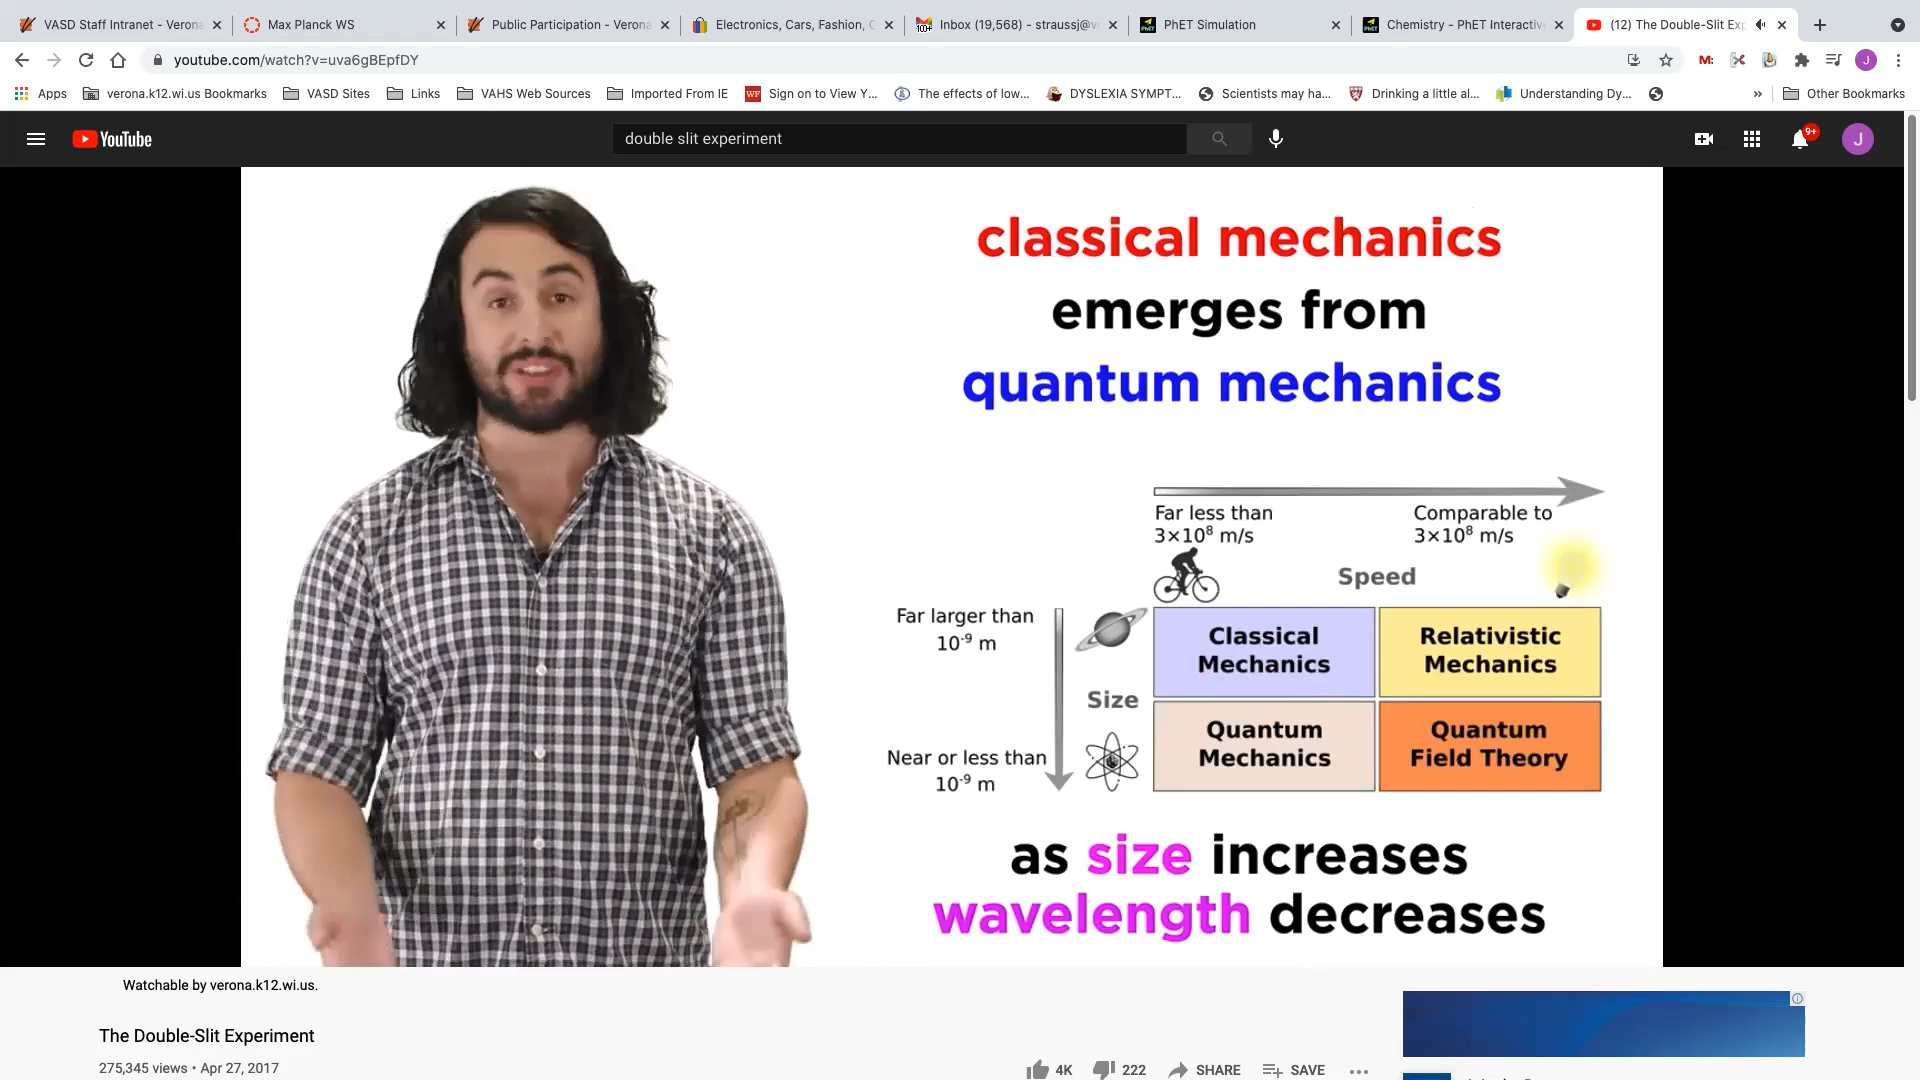 VASD Staff Intranet - Verona
Max Planck WS
Public Participation - Verona
Electronics, Cars, Fashion, C
Inbox (19,568) - straussj@v
PhET Simulation
Chemistry - PhET Interactive
(12) The Double-Slit Exp
youtube.com/watch?v=uva6gBEpfDY
M:
J
Apps
verona.k12.wi.us Bookmarks
VASD Sites
Links
VAHS Web Sources
Imported From IE
WF
Sign on to View Y...
The effects of low...
DYSLEXIA SYMPT...
Scientists may ha...
Drinking a little al...
Understanding Dy...
»
Other Bookmarks
YouTube
double slit experiment
9+
J
classical mechanics
emerges from
quantum mechanics
Far less than
3×10⁸ m/s
Comparable to
3×10⁸ m/s
Speed
Far larger than
10⁻⁹ m
Size
Near or less than
10⁻⁹ m
Classical
Mechanics
Relativistic
Mechanics
Quantum
Mechanics
Quantum
Field Theory
as size increases
wavelength decreases
Watchable by verona.k12.wi.us.
The Double-Slit Experiment
275,345 views • Apr 27, 2017
4K
222
SHARE
SAVE